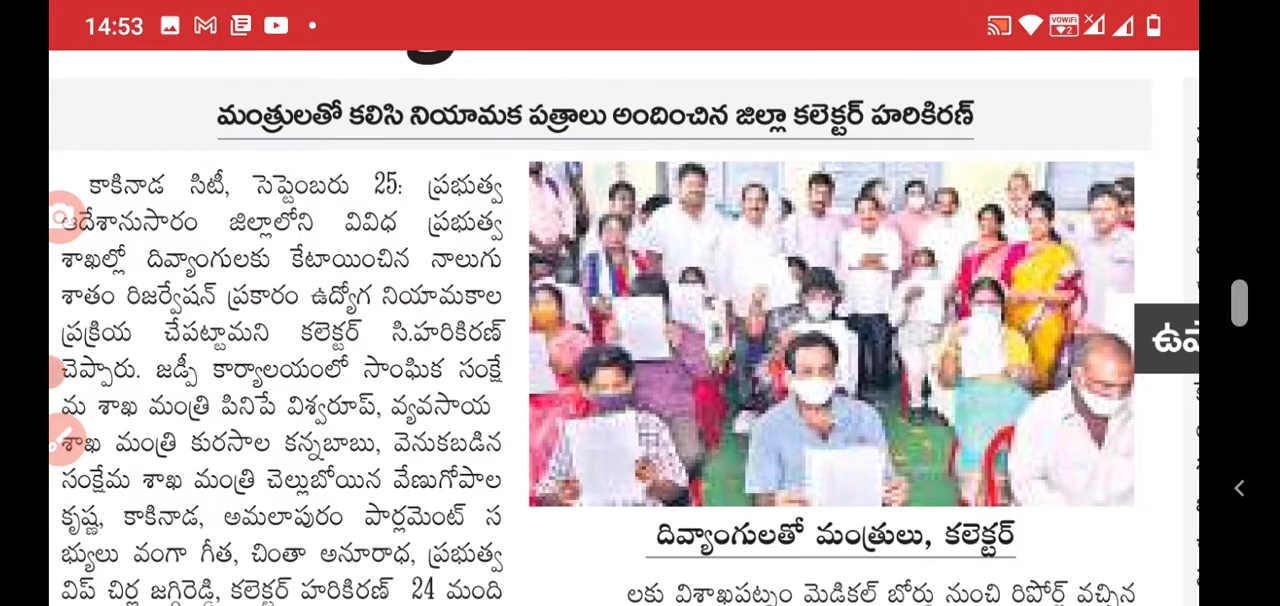 14:53
VOWIFI
2
మంత్రులతో కలిసి నియామక పత్రాలు అందించిన జిల్లా కలెక్టర్ హరికిరణ్
కాకినాడ సిటీ, సెప్టెంబరు 25: ప్రభుత్వ
ఆదేశానుసారం జిల్లాలోని వివిధ ప్రభుత్వ
శాఖల్లో దివ్యాంగులకు కేటాయించిన నాలుగు
శాతం రిజర్వేషన్ ప్రకారం ఉద్యోగ నియామకాల
ప్రక్రియ చేపట్టామని కలెక్టర్ సి.హరికిరణ్
చెప్పారు. జడ్పీ కార్యాలయంలో సాంఘిక సంక్షే
మ శాఖ మంత్రి పినిపే విశ్వరూప్, వ్యవసాయ
శాఖ మంత్రి కురసాల కన్నబాబు, వెనుకబడిన
సంక్షేమ శాఖ మంత్రి చెల్లుబోయిన వేణుగోపాల
కృష్ణ, కాకినాడ, అమలాపురం పార్లమెంట్ స
భ్యులు వంగా గీత, చింతా అనూరాధ, ప్రభుత్వ
విప్ చిర్ల జగ్గిరెడ్డి, కలెక్టర్ హరికిరణ్ 24 మంది
దివ్యాంగులతో మంత్రులు, కలెక్టర్
లకు విశాఖపట్నం మెడికల్ బోర్డు నుంచి రిపోర్ట్ వచ్చిన